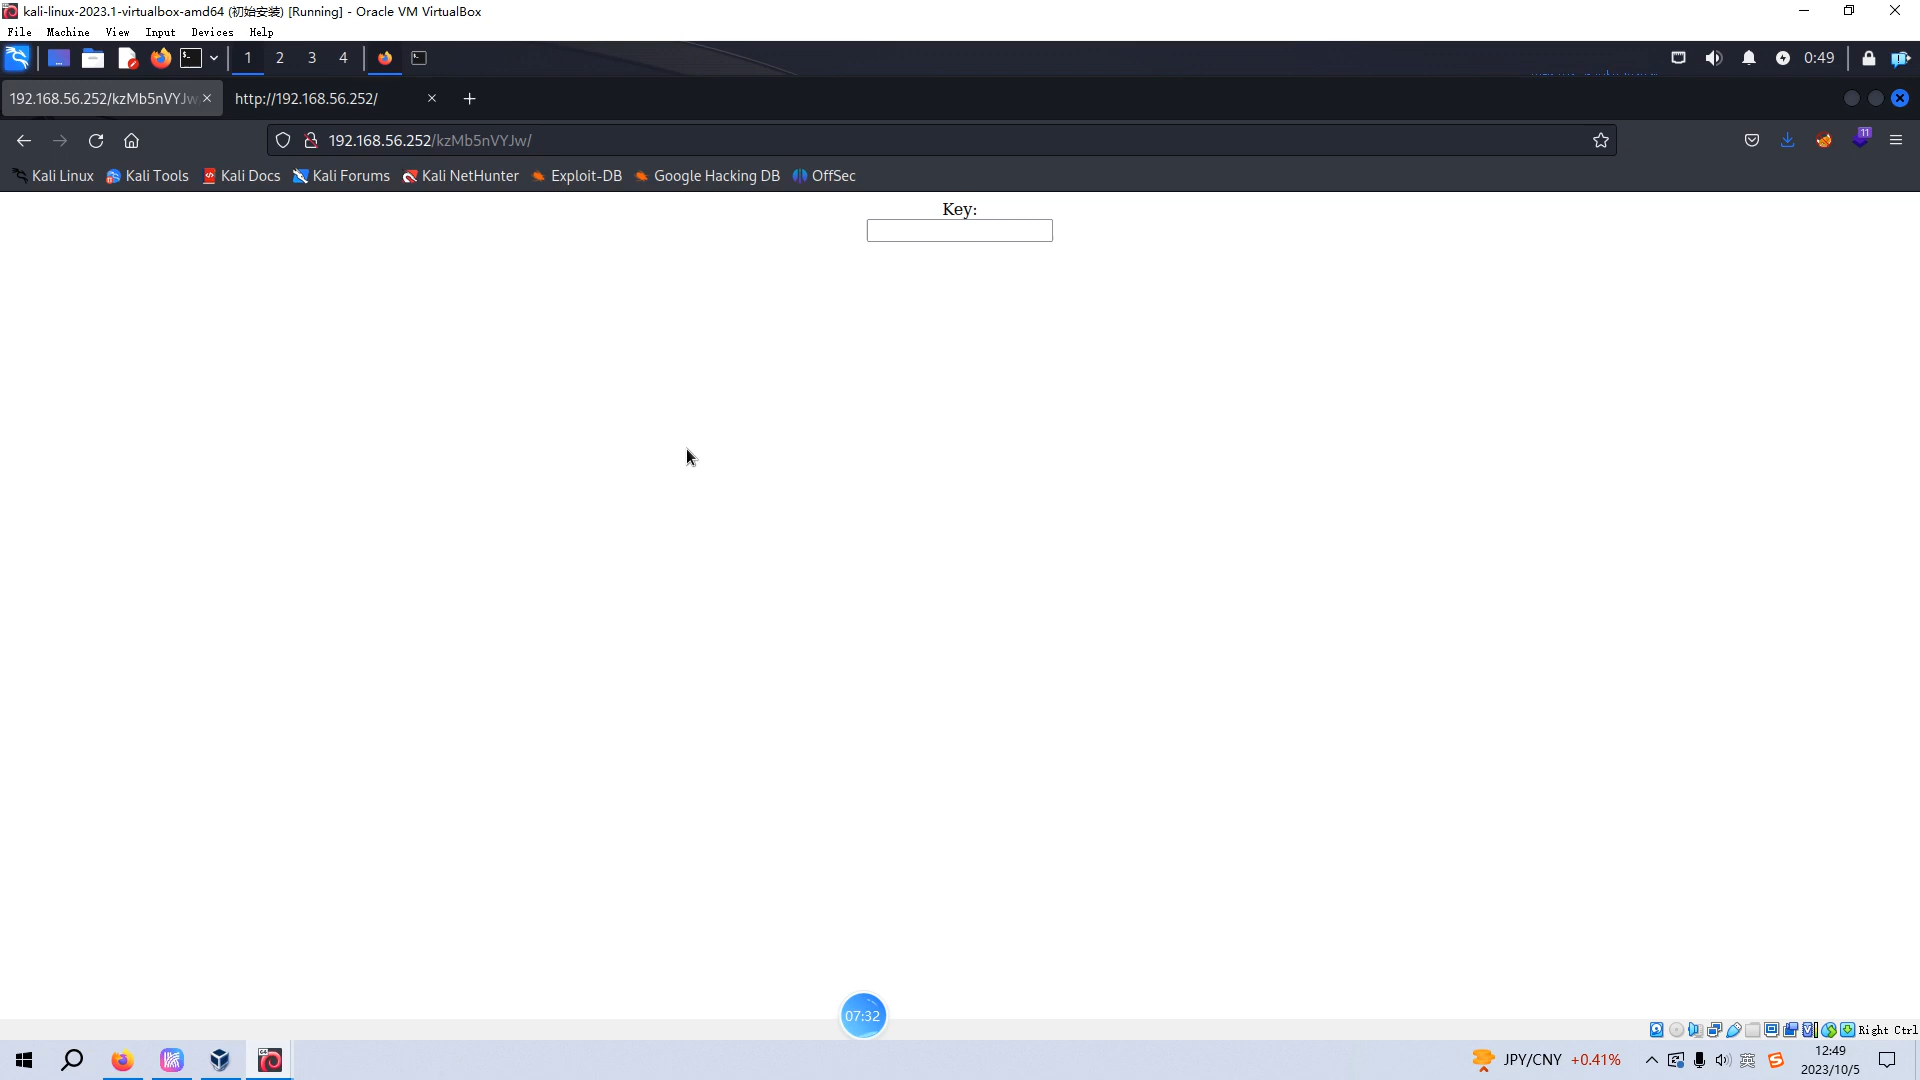 kali-linux-2023.1-virtualbox-amd64 (初始安装) [Running] - Oracle VM VirtualBox
File Machine View Input Devices Help
1 2 3 4 0:49
192.168.56.252/kzMb5nVYJw http://192.168.56.252/
192.168.56.252/kzMb5nVYJw/ 11
Kali Linux Kali Tools Kali Docs Kali Forums Kali NetHunter Exploit-DB Google Hacking DB OffSec
Key:
07:32
Right Ctrl
JPY/CNY +0.41% 英 12:49
2023/10/5